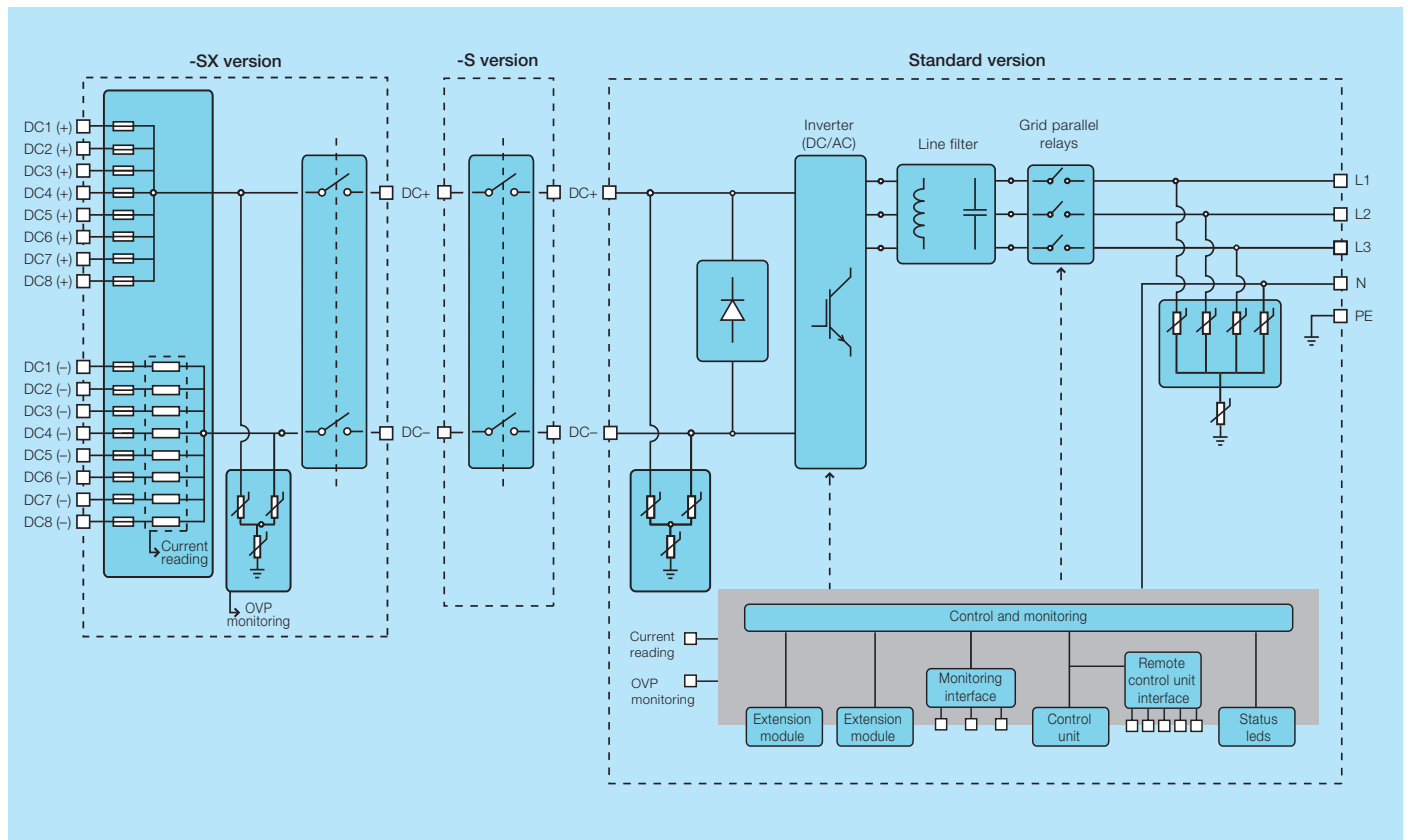 -SX version
-S version
Standard version
DC1 (+)
DC2 (+)
DC3 (+)
DC4 (+)
DC5 (+)
DC6 (+)
DC7 (+)
DC8 (+)
DC1 (–)
DC2 (–)
DC3 (–)
DC4 (–)
DC5 (–)
DC6 (–)
DC7 (–)
DC8 (–)
Current
reading
OVP
monitoring
DC+
DC–
DC+
DC–
Inverter
(DC/AC)
Line filter
Grid parallel
relays
L1
L2
L3
N
PE
Current
reading
OVP
monitoring
Control and monitoring
Extension
module
Extension
module
Monitoring
interface
Control
unit
Remote
control unit
interface
Status
leds